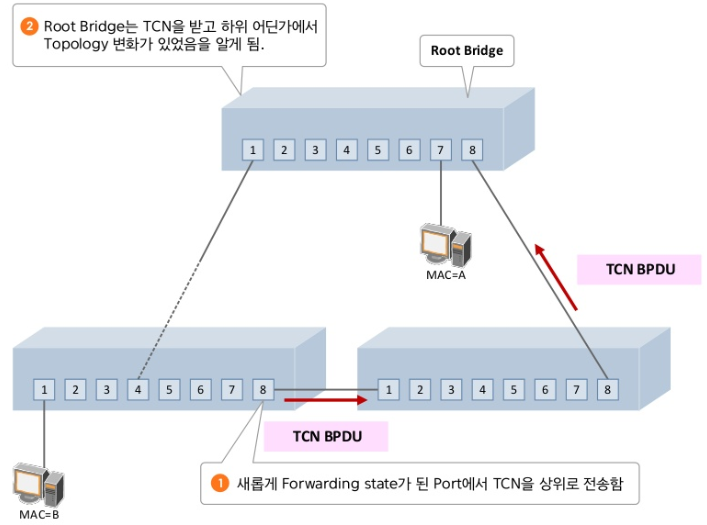 2 Root Bridge는 TCN을 받고 하위 어딘가에서
Topology 변화가 있었음을 알게 됨.
Root Bridge
1 2 3 4 5 6 7 8
MAC=A
TCN BPDU
1 2 3 4 5 6 7 8
1 2 3 4 5 6 7 8
TCN BPDU
1 새롭게 Forwarding state가 된 Port에서 TCN을 상위로 전송함
MAC=B